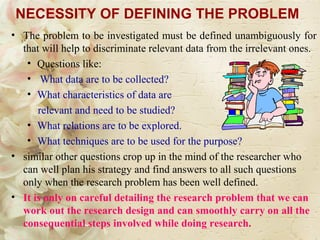 NECESSITY OF DEFINING THE PROBLEM
• The problem to be investigated must be defined unambiguously for
that will help to discriminate relevant data from the irrelevant ones.
• Questions like:
• What data are to be collected?
• What characteristics of data are
relevant and need to be studied?
• What relations are to be explored.
• What techniques are to be used for the purpose?
• similar other questions crop up in the mind of the researcher who
can well plan his strategy and find answers to all such questions
only when the research problem has been well defined.
• It is only on careful detailing the research problem that we can
work out the research design and can smoothly carry on all the
consequential steps involved while doing research.